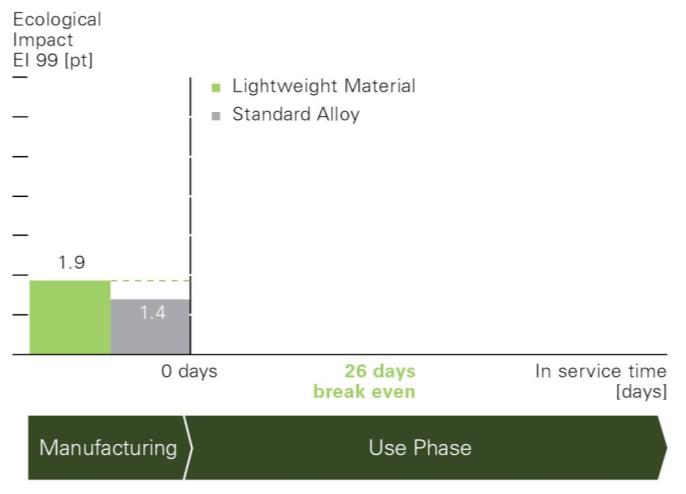 Ecological
Impact
EI 99 [pt]
Lightweight Material
Standard Alloy
1.9
1.4
0 days
26 days
break even
In service time
[days]
Manufacturing
Use Phase